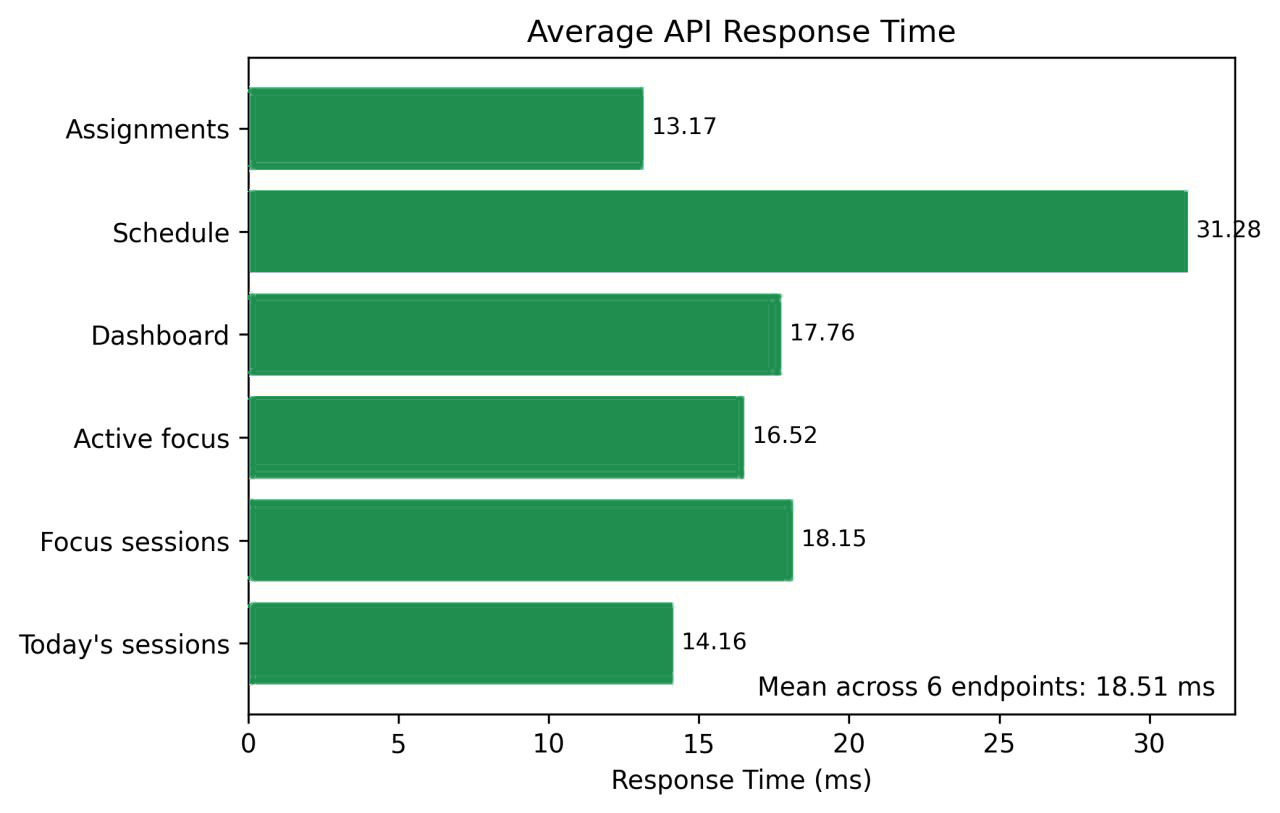 Average API Response Time
Assignments 13.17
Schedule 31.28
Dashboard 17.76
Active focus 16.52
Focus sessions 18.15
Today's sessions 14.16
Mean across 6 endpoints: 18.51 ms
0 5 10 15 20 25 30
Response Time (ms)